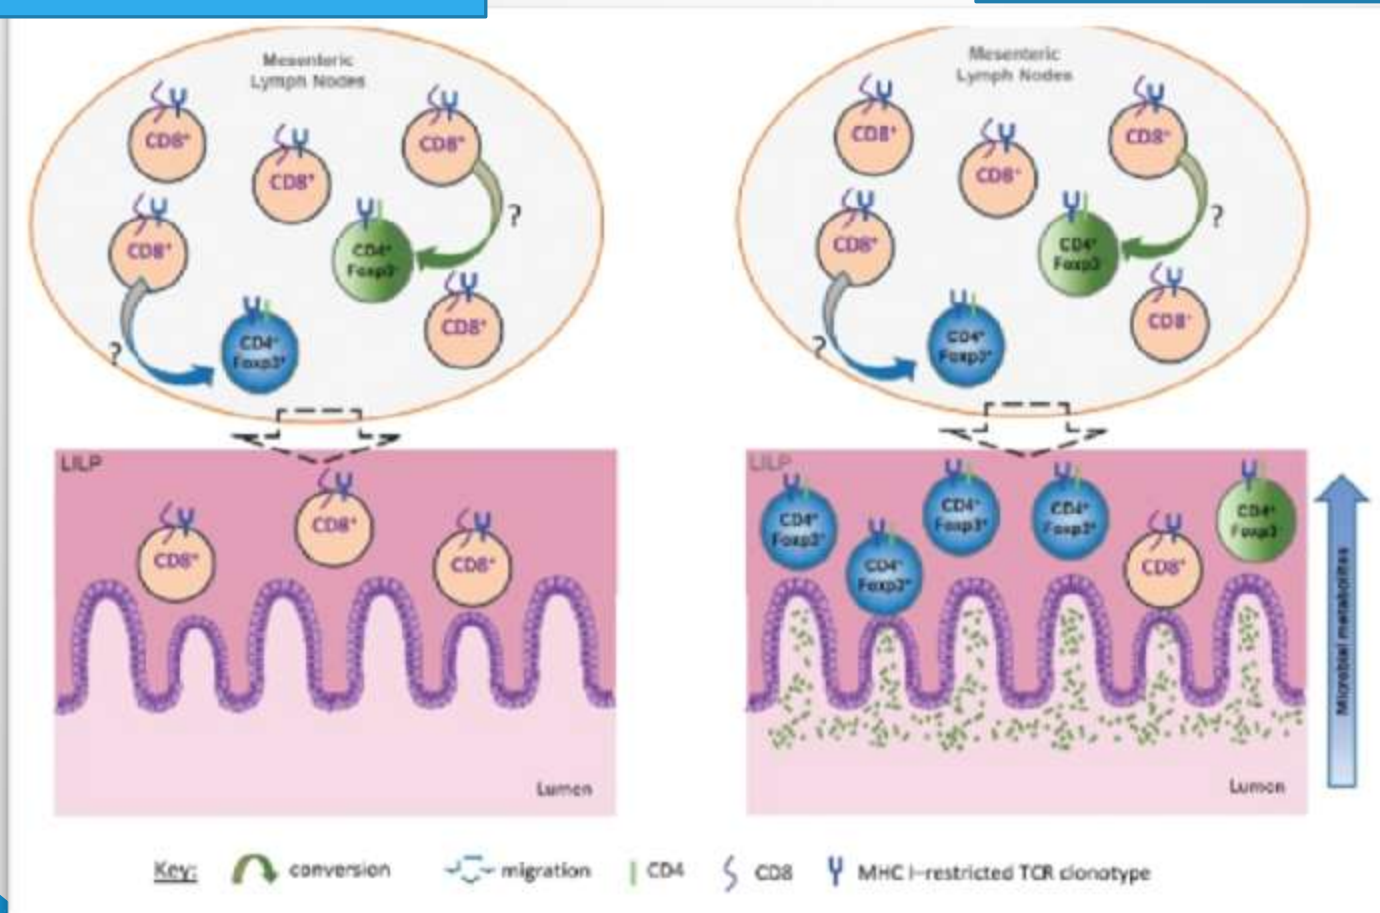 Mesenteric
Lymph Nodes
CD8⁺
CD8⁺
CD8⁺
CD8⁺
CD4⁺
Foxp3⁻
?
CD8⁺
CD4⁺
Foxp3⁺
?
Mesenteric
Lymph Nodes
CD8⁺
CD8⁺
CD8⁺
CD8⁺
CD4⁺
Foxp3⁻
?
CD8⁺
CD4⁺
Foxp3⁺
?
LILP
CD8⁺
CD8⁺
CD8⁺
Lumen
LILP
CD4⁺
Foxp3⁺
CD4⁺
Foxp3⁺
CD4⁺
Foxp3⁺
CD4⁺
Foxp3⁺
CD8⁺
CD4⁺
Foxp3⁻
Lumen
Microbial metabolites
Key: conversion migration CD4 CD8 MHC I–restricted TCR clonotype